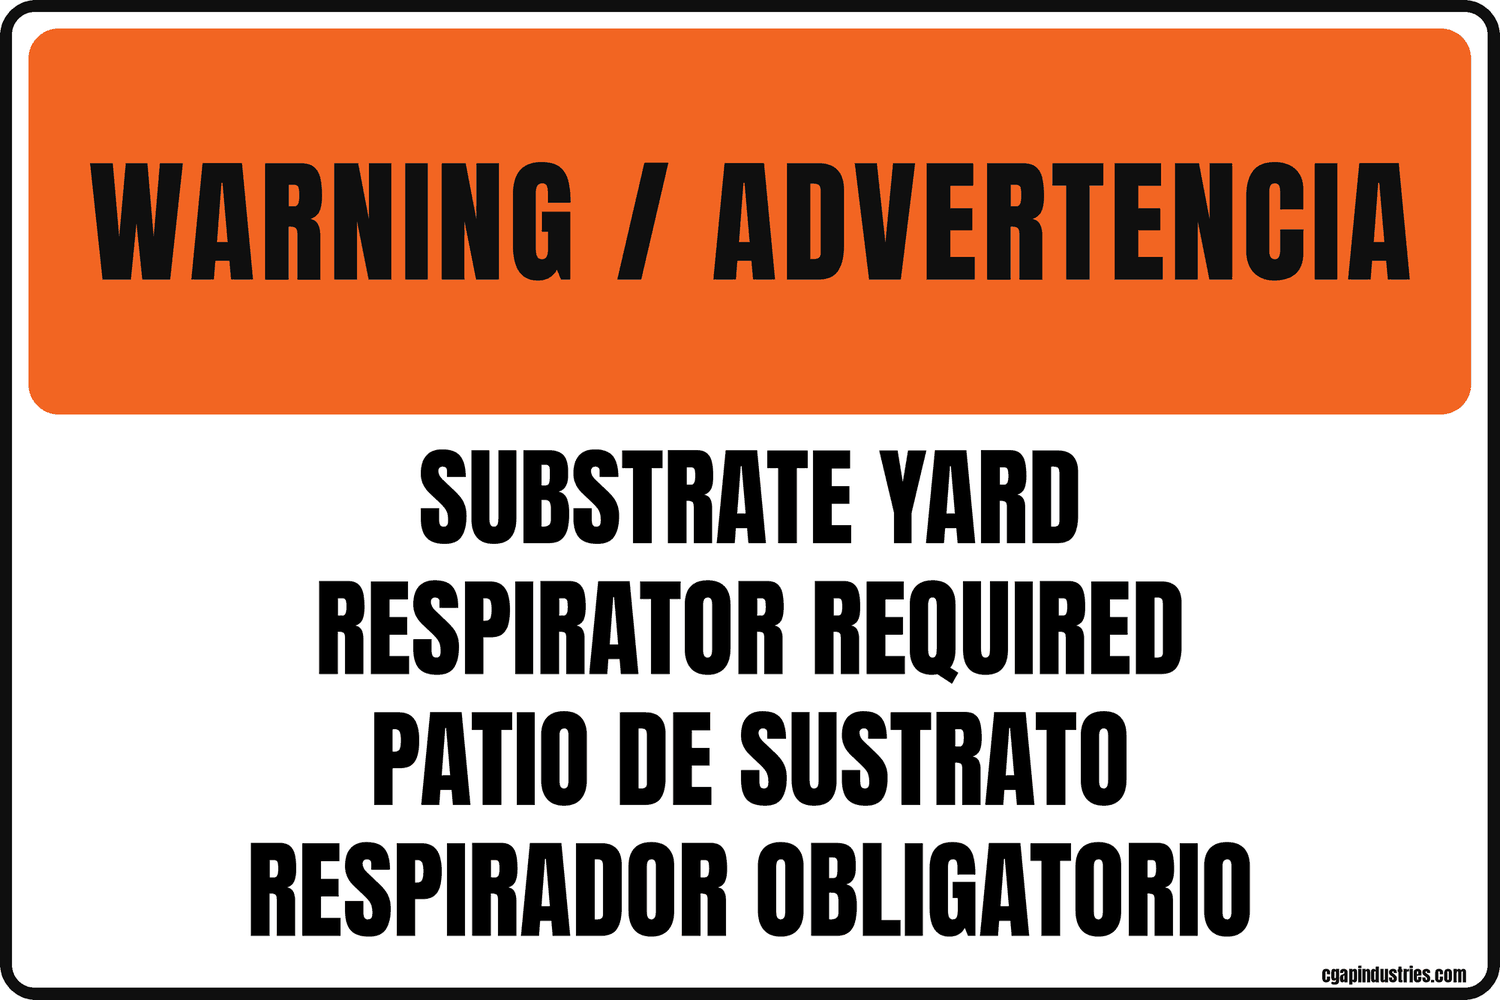 WARNING / ADVERTENCIA
SUBSTRATE YARD
RESPIRATOR REQUIRED
PATIO DE SUSTRATO
RESPIRADOR OBLIGATORIO
cgapindustries.com